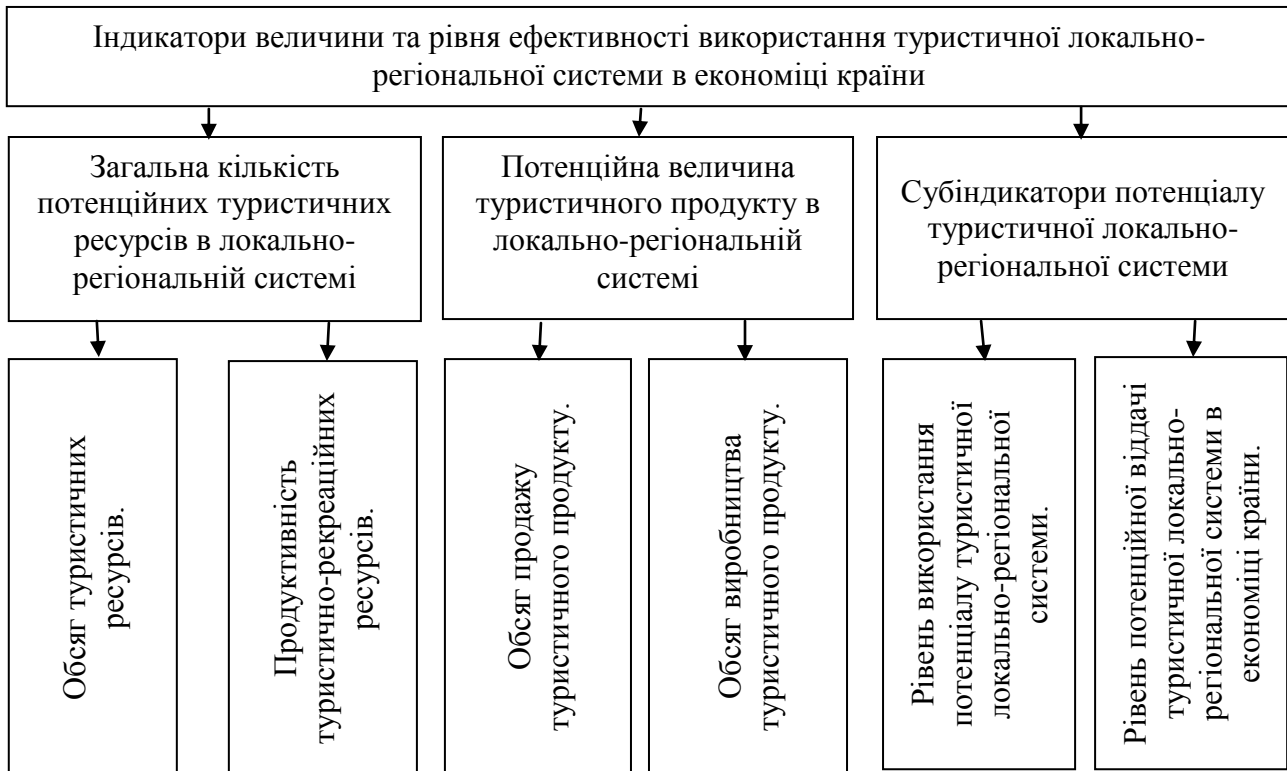 Індикатори величини та рівня ефективності використання туристичної локально-
регіональної системи в економіці країни
Загальна кількість
потенційних туристичних
ресурсів в локально-
регіональній системі
Потенційна величина
туристичного продукту в
локально-регіональній
системі
Субіндикатори потенціалу
туристичної локально-
регіональної системи
Обсяг туристичних
ресурсів.
Продуктивність
туристично-рекреаційних
ресурсів.
Обсяг продажу
туристичного продукту.
Обсяг виробництва
туристичного продукту.
Рівень використання
потенціалу туристичної
локально-регіональної
системи.
Рівень потенційної віддачі
туристичної локально-
регіональної системи в
економіці країни.